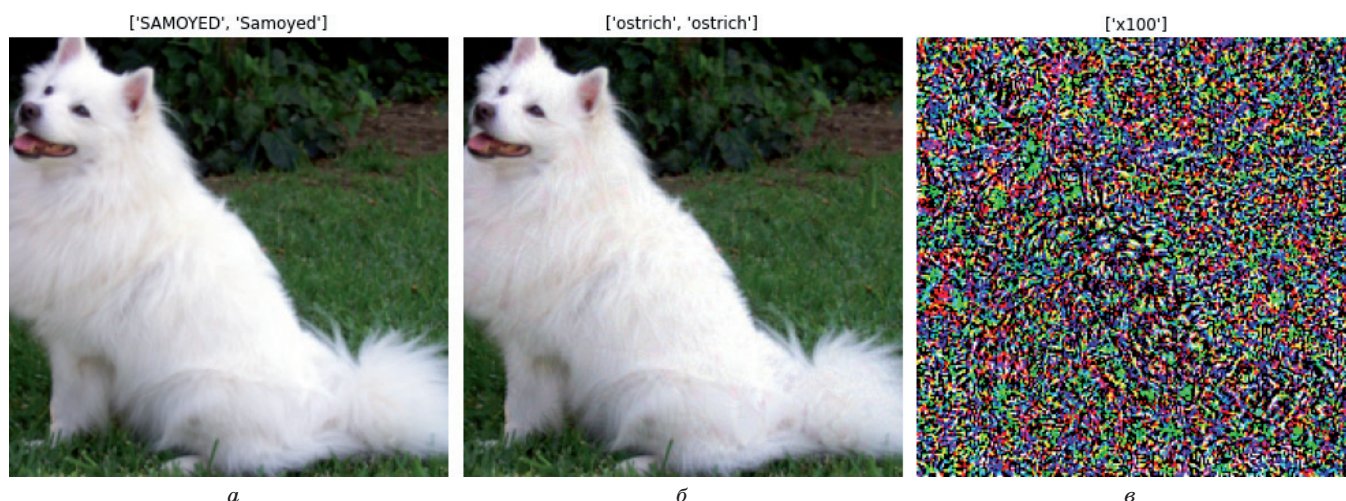 ['SAMOYED', 'Samoyed']
['ostrich', 'ostrich']
['x100']
а
б
в